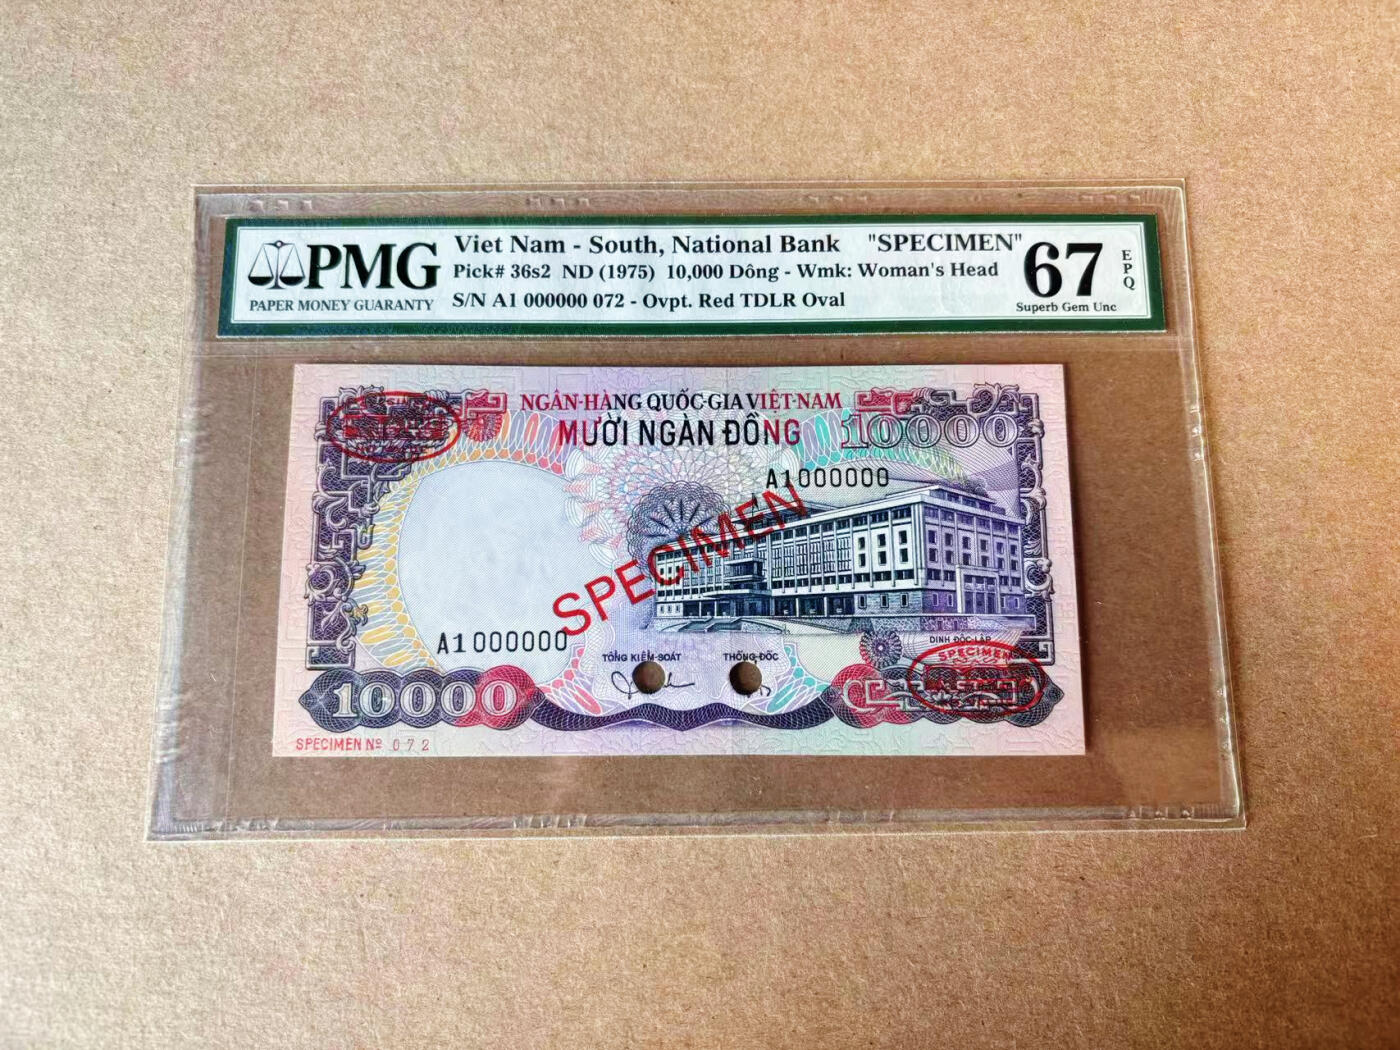 PMG
PAPER MONEY GUARANTY
Viet Nam - South, National Bank "SPECIMEN"
Pick# 36s2 ND (1975) 10,000 Dông - Wmk: Woman's Head
S/N A1 000000 072 - Ovpt. Red TDLR Oval
67
EPQ
Superb Gem Unc
NGÂN-HÀNG QUỐC-GIA VIỆT-NAM
MƯỜI NGÀN ĐỒNG
10000
SPECIMEN
A1000000
SPECIMEN
A1000000
DINH ĐỘC-LẬP
TỔNG KIỂM-SOÁT
THỐNG-ĐỐC
SPECIMEN
10000
SPECIMEN Nº 072